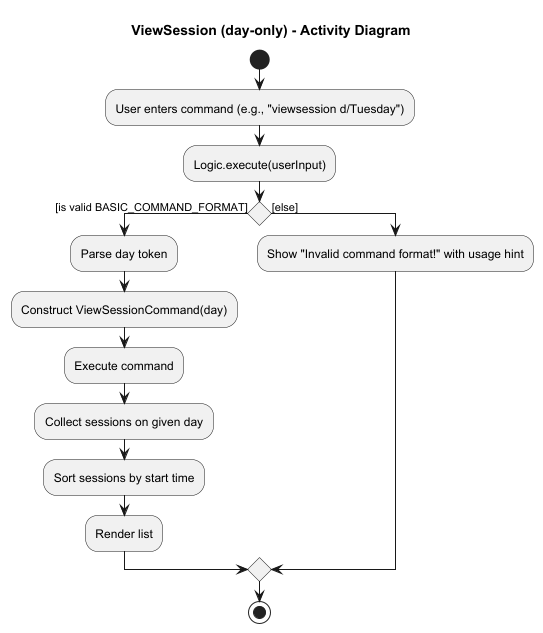 ViewSession (day-only) - Activity Diagram
User enters command (e.g., "viewsession d/Tuesday")
Logic.execute(userInput)
[is valid BASIC_COMMAND_FORMAT]
[else]
Parse day token
Show "Invalid command format!" with usage hint
Construct ViewSessionCommand(day)
Execute command
Collect sessions on given day
Sort sessions by start time
Render list